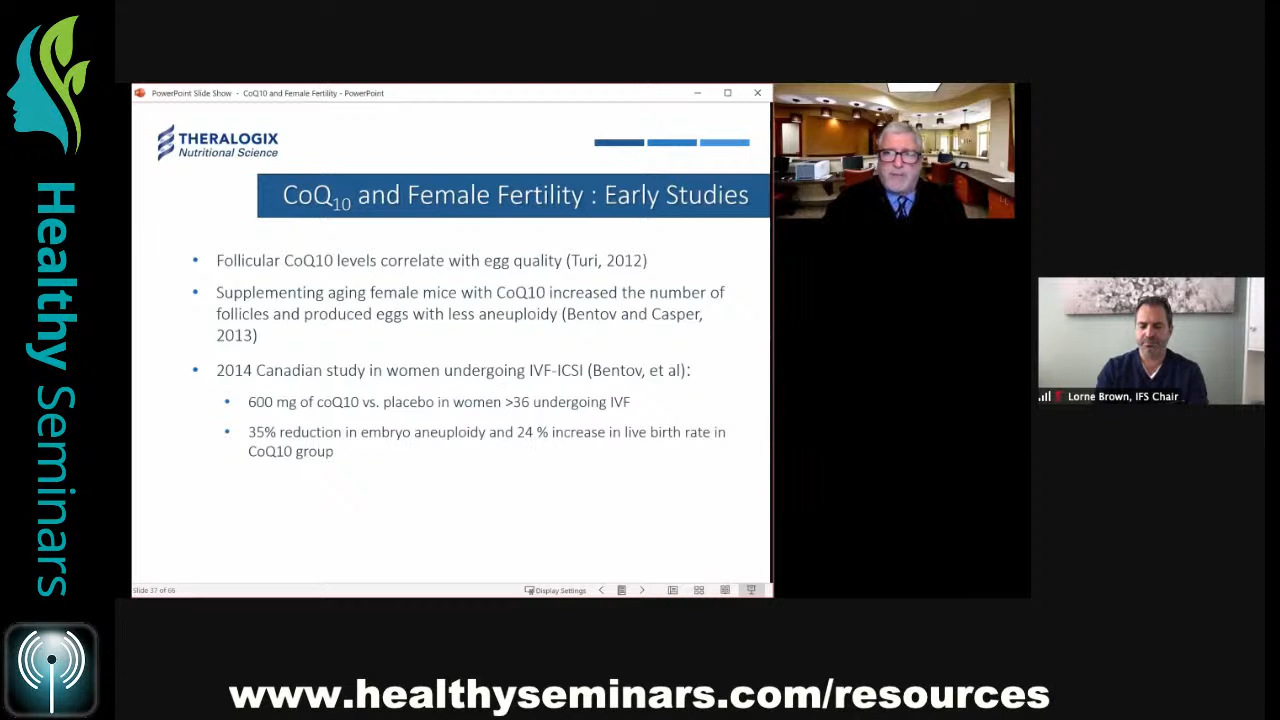 Healthy Seminars
PowerPoint Slide Show - CoQ10 and Female Fertility - PowerPoint
THERALOGIX
Nutritional Science
CoQ10 and Female Fertility : Early Studies
• Follicular CoQ10 levels correlate with egg quality (Turi, 2012)
• Supplementing aging female mice with CoQ10 increased the number of
follicles and produced eggs with less aneuploidy (Bentov and Casper,
2013)
• 2014 Canadian study in women undergoing IVF-ICSI (Bentov, et al):
• 600 mg of coQ10 vs. placebo in women >36 undergoing IVF
• 35% reduction in embryo aneuploidy and 24 % increase in live birth rate in
CoQ10 group
Slide 37 of 66
Display Settings
Lorne Brown, IFS Chair
www.healthyseminars.com/resources